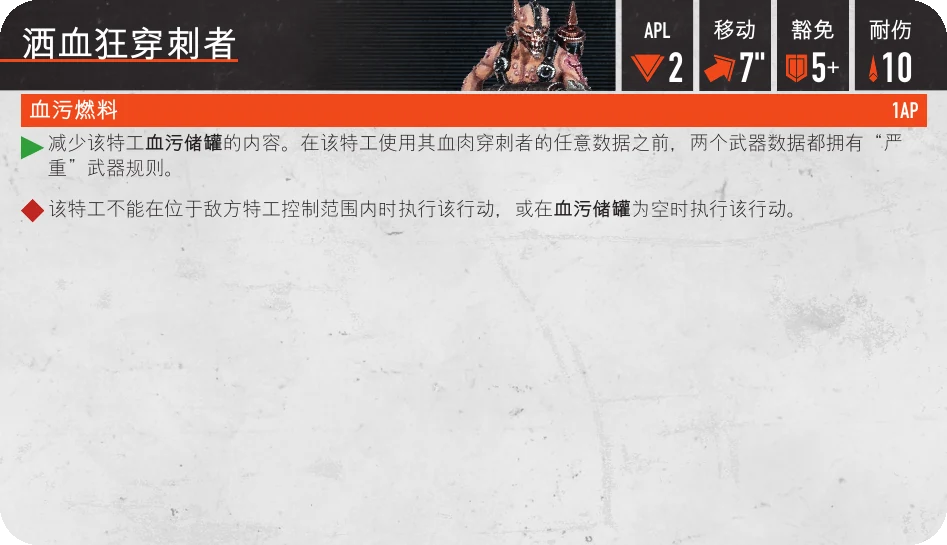 洒血狂穿刺者
APL
2
移动
7"
豁免
5+
耐伤
10
血污燃料
1AP
减少该特工血污储罐的内容。在该特工使用其血肉穿刺者的任意数据之前，两个武器数据都拥有“严
重”武器规则。
该特工不能在位于敌方特工控制范围内时执行该行动，或在血污储罐为空时执行该行动。